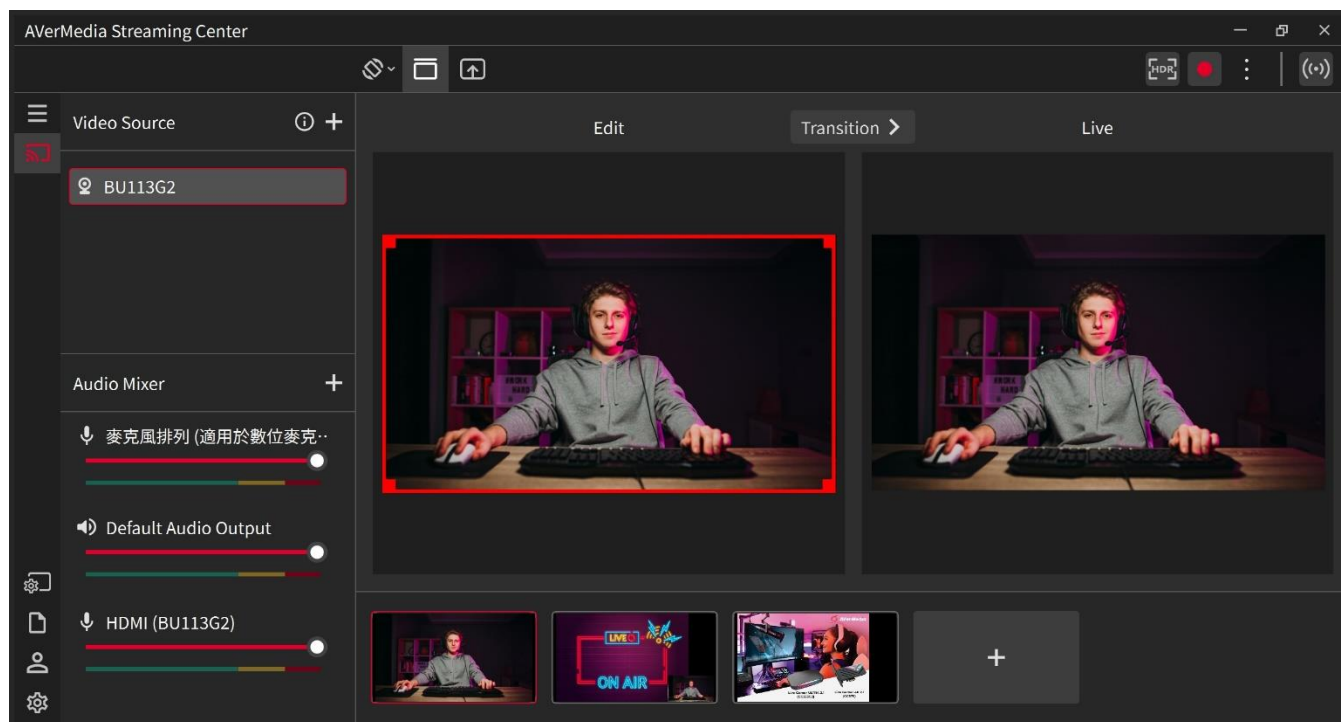 AVerMedia Streaming Center
HDR
Video Source
Edit
Transition
Live
BU113G2
Audio Mixer
麥克風排列 (適用於數位麥克··
Default Audio Output
HDMI (BU113G2)
LIVE
ON AIR